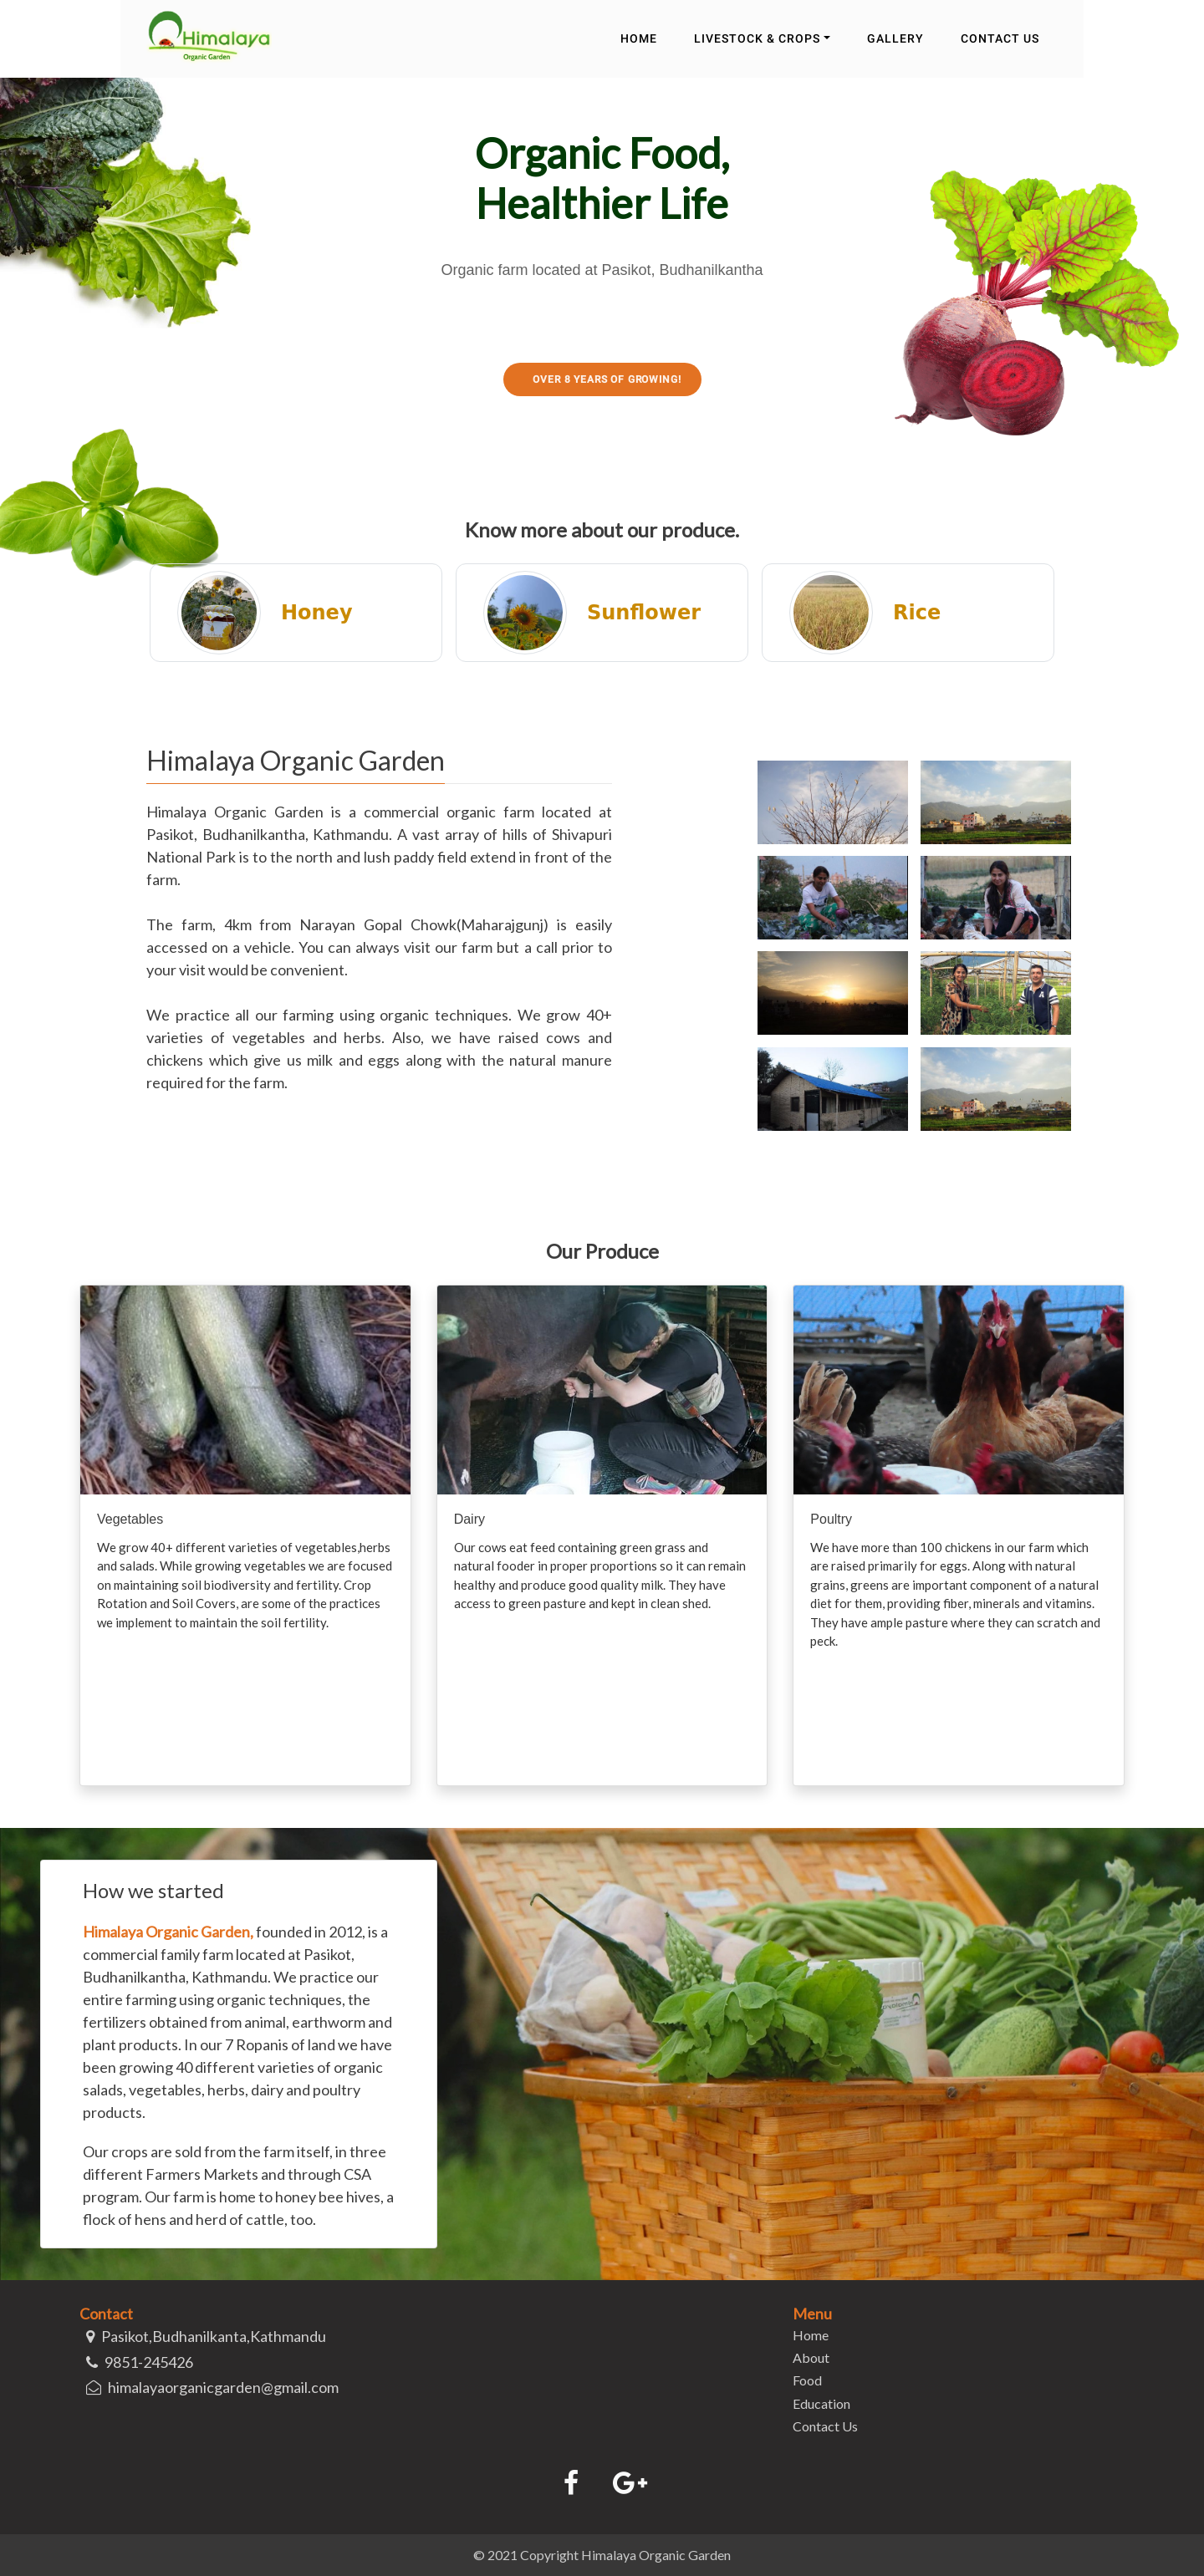 Himalaya
Organic Garden
HOME
LIVESTOCK & CROPS
GALLERY
CONTACT US
Organic Food,
Healthier Life
Organic farm located at Pasikot, Budhanilkantha
OVER 8 YEARS OF GROWING!
Know more about our produce.
Honey
Sunflower
Rice
Himalaya Organic Garden
Himalaya Organic Garden is a commercial organic farm located at
Pasikot, Budhanilkantha, Kathmandu. A vast array of hills of Shivapuri
National Park is to the north and lush paddy field extend in front of the
farm.
The farm, 4km from Narayan Gopal Chowk(Maharajgunj) is easily
accessed on a vehicle. You can always visit our farm but a call prior to
your visit would be convenient.
We practice all our farming using organic techniques. We grow 40+
varieties of vegetables and herbs. Also, we have raised cows and
chickens which give us milk and eggs along with the natural manure
required for the farm.
Our Produce
Vegetables
We grow 40+ different varieties of vegetables,herbs
and salads. While growing vegetables we are focused
on maintaining soil biodiversity and fertility. Crop
Rotation and Soil Covers, are some of the practices
we implement to maintain the soil fertility.
Dairy
Our cows eat feed containing green grass and
natural fooder in proper proportions so it can remain
healthy and produce good quality milk. They have
access to green pasture and kept in clean shed.
Poultry
We have more than 100 chickens in our farm which
are raised primarily for eggs. Along with natural
grains, greens are important component of a natural
diet for them, providing fiber, minerals and vitamins.
They have ample pasture where they can scratch and
peck.
How we started
Himalaya Organic Garden, founded in 2012, is a
commercial family farm located at Pasikot,
Budhanilkantha, Kathmandu. We practice our
entire farming using organic techniques, the
fertilizers obtained from animal, earthworm and
plant products. In our 7 Ropanis of land we have
been growing 40 different varieties of organic
salads, vegetables, herbs, dairy and poultry
products.
Our crops are sold from the farm itself, in three
different Farmers Markets and through CSA
program. Our farm is home to honey bee hives, a
flock of hens and herd of cattle, too.
Contact
Pasikot,Budhanilkanta,Kathmandu
9851-245426
himalayaorganicgarden@gmail.com
Menu
Home
About
Food
Education
Contact Us
© 2021 Copyright Himalaya Organic Garden